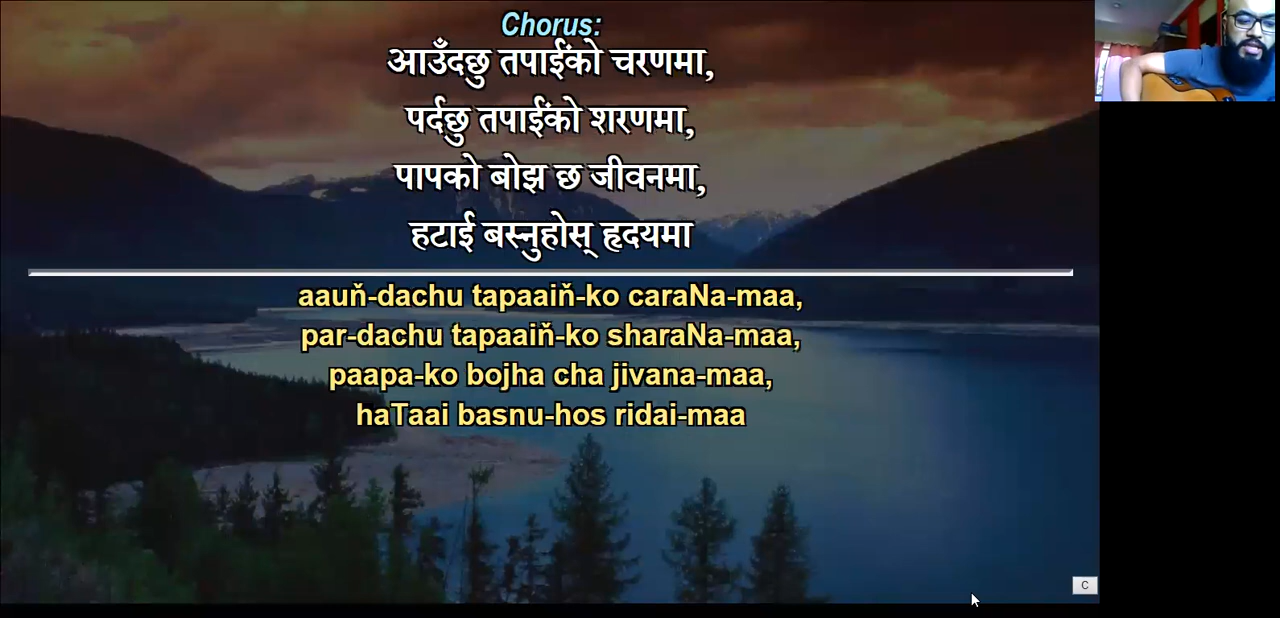 Chorus:
आउँदछु तपाईंको चरणमा,
पर्दछु तपाईंको शरणमा,
पापको बोझ छ जीवनमा,
हटाई बस्नुहोस् हृदयमा
aauň-dachu tapaaiň-ko caraNa-maa,
par-dachu tapaaiň-ko sharaNa-maa,
paapa-ko bojha cha jivana-maa,
haTaai basnu-hos ridai-maa
C